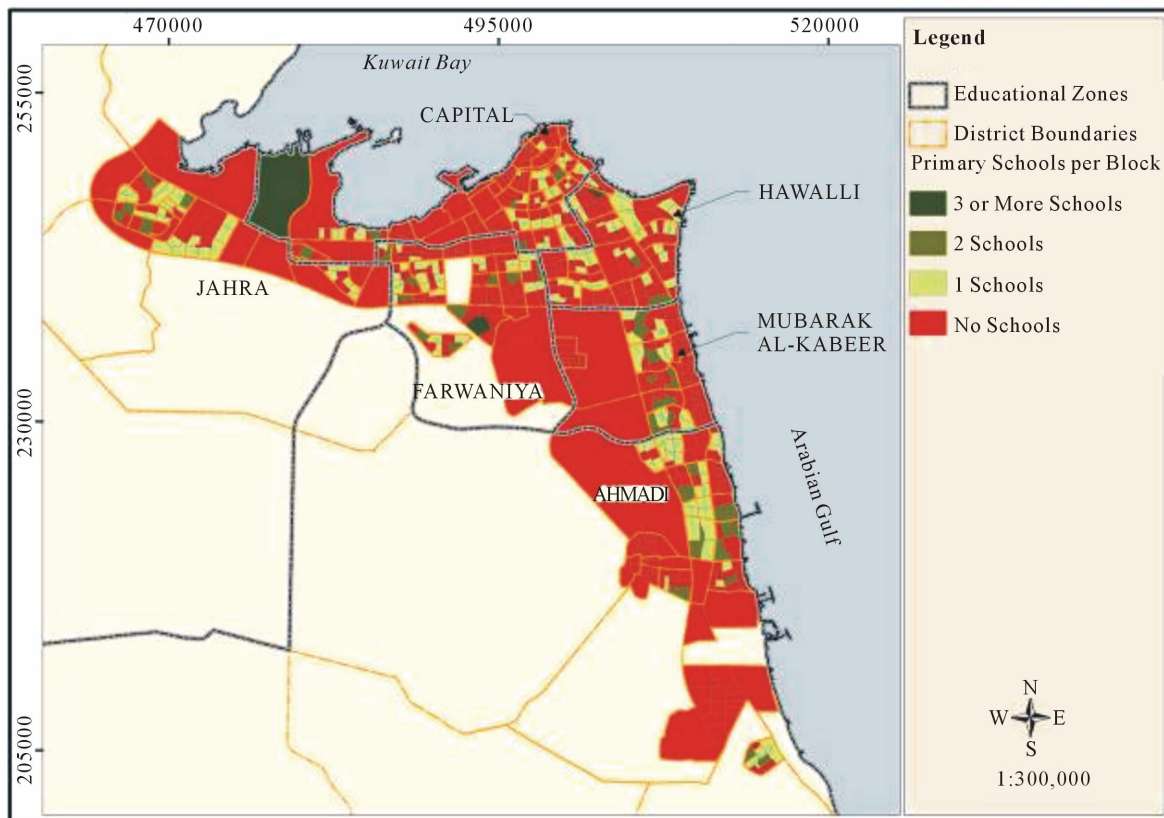 470000
495000
520000
255000
230000
205000
Kuwait Bay
CAPITAL
HAWALLI
JAHRA
MUBARAK
AL-KABEER
FARWANIYA
AHMADI
Arabian Gulf
Legend
Educational Zones
District Boundaries
Primary Schools per Block
3 or More Schools
2 Schools
1 Schools
No Schools
N
W E
S
1:300,000